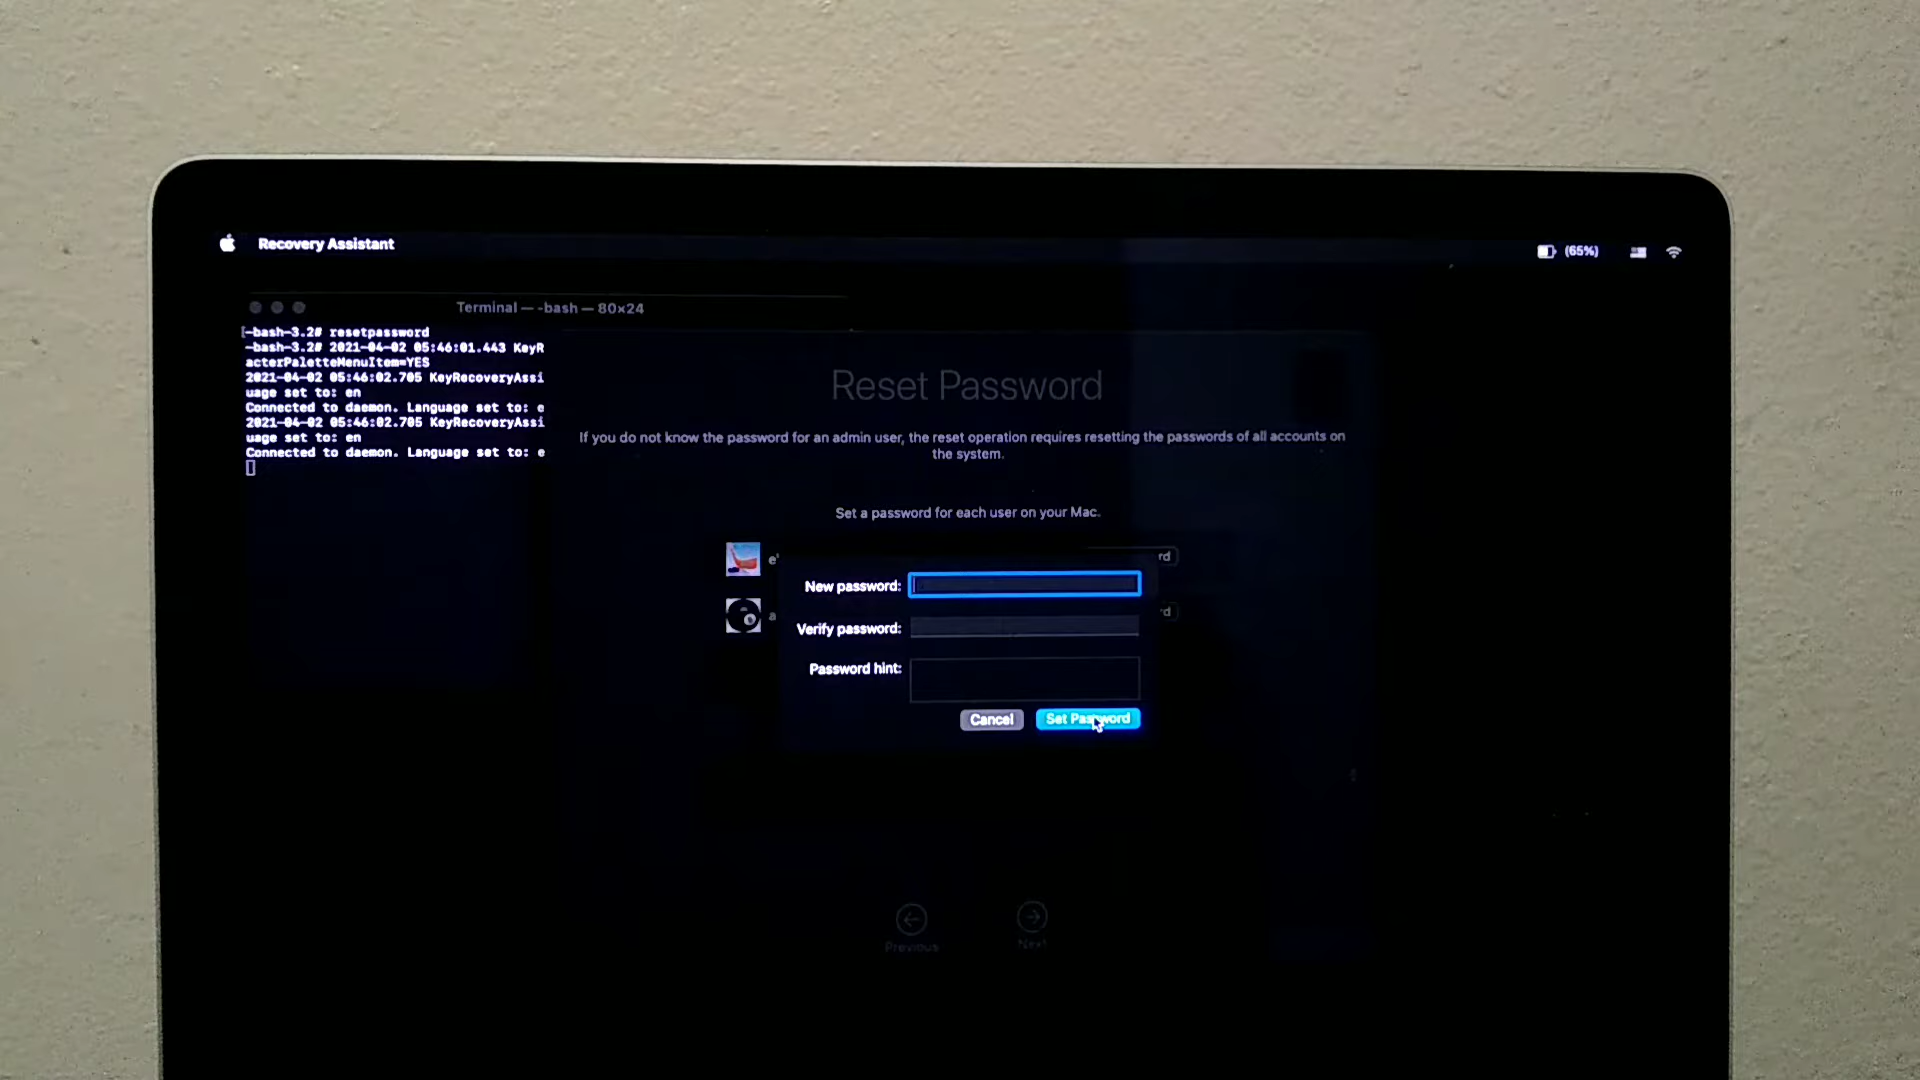 Recovery Assistant
(65%)
Terminal — -bash — 80×24
[-bash-3.2# resetpassword
-bash-3.2# 2021-04-02 05:46:01.443 KeyR
acterPaletteMenuItem=YES
2021-04-02 05:46:02.705 KeyRecoveryAssi
uage set to: en
Connected to daemon. Language set to: e
2021-04-02 05:46:02.705 KeyRecoveryAssi
uage set to: en
Connected to daemon. Language set to: e
Reset Password
If you do not know the password for an admin user, the reset operation requires resetting the passwords of all accounts on
the system.
Set a password for each user on your Mac.
e
rd
a
rd
New password:
Verify password:
Password hint:
Cancel
Set Password
Previous
Next